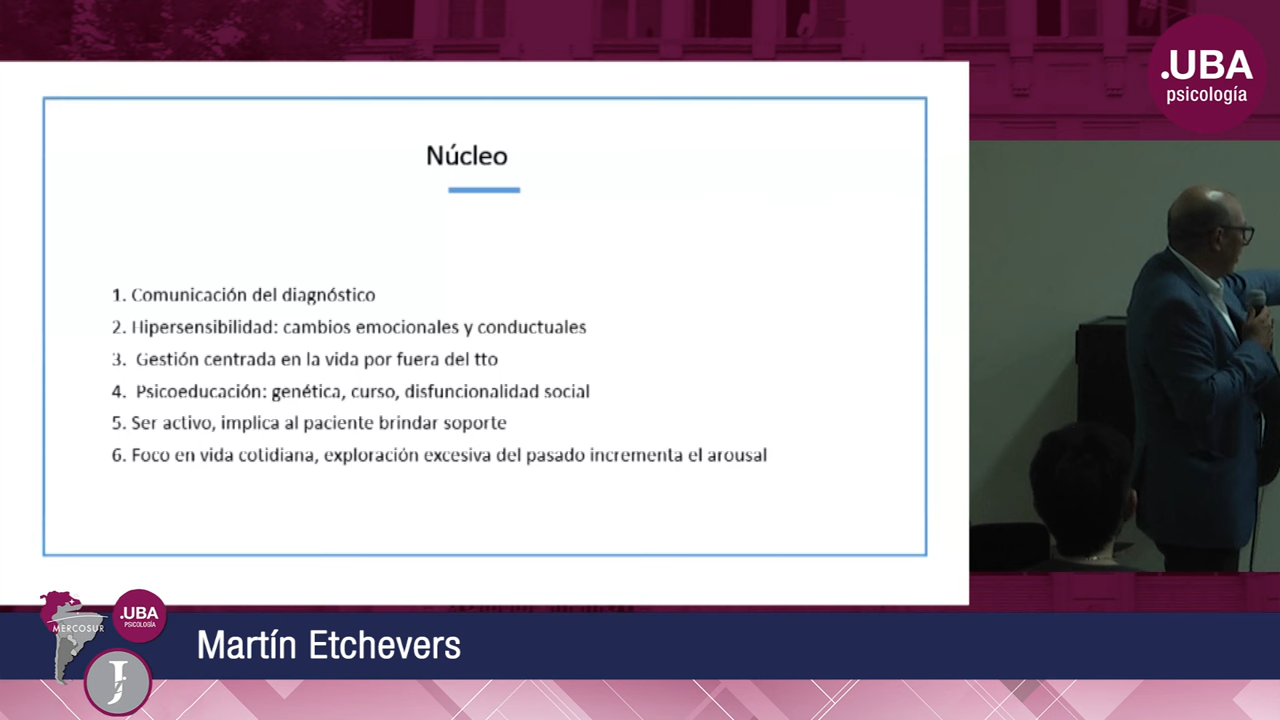 .UBA
psicología
Núcleo
1. Comunicación del diagnóstico
2. Hipersensibilidad: cambios emocionales y conductuales
3. Gestión centrada en la vida por fuera del tto
4. Psicoeducación: genética, curso, disfuncionalidad social
5. Ser activo, implica al paciente brindar soporte
6. Foco en vida cotidiana, exploración excesiva del pasado incrementa el arousal
MERCOSUR
.UBA
PSICOLOGÍA
J
Martín Etchevers